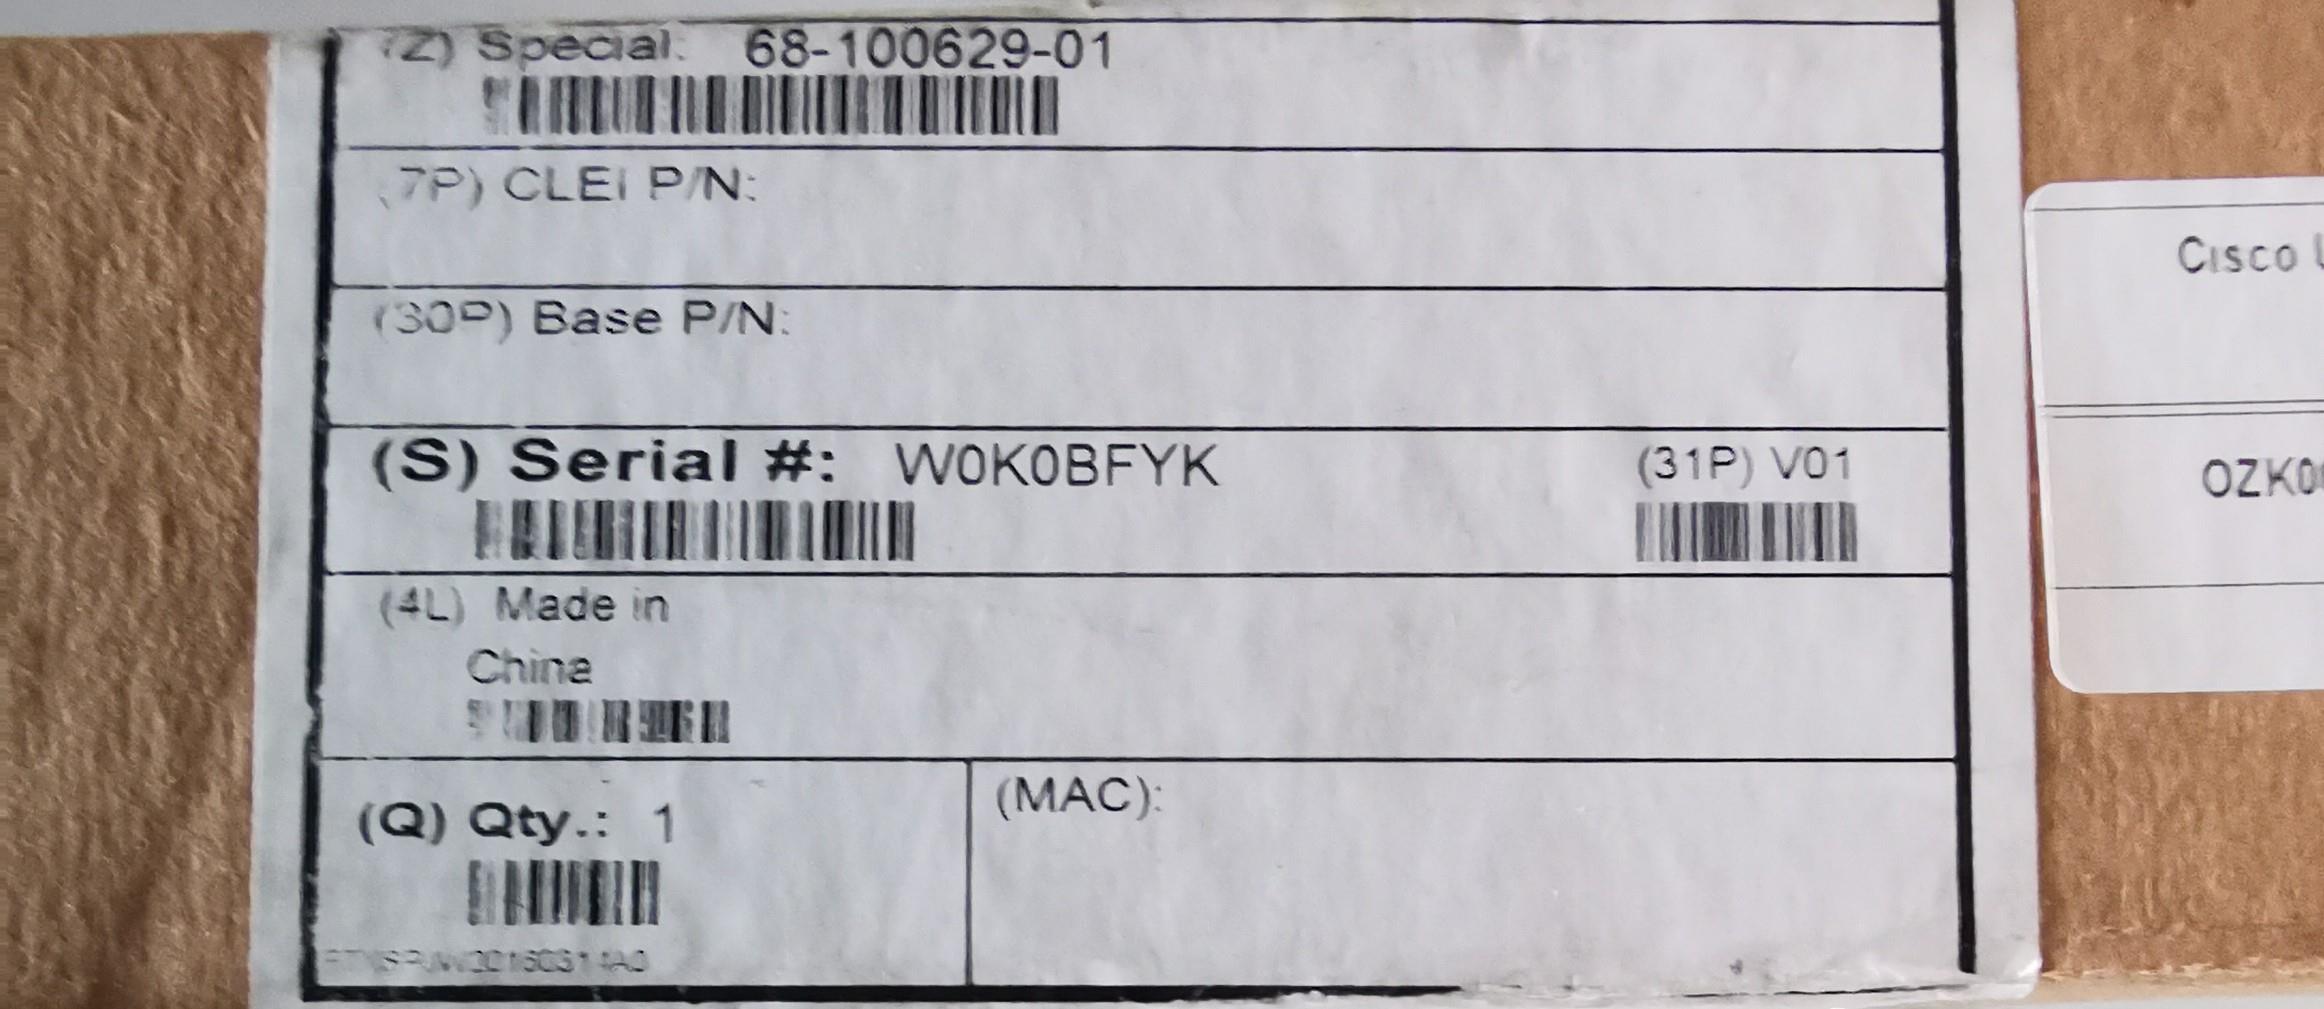 (Z) Special: 68-100629-01
(7P) CLEI P/N:
(30P) Base P/N:
(S) Serial #: W0K0BFYK
(31P) V01
(4L) Made in
China
(Q) Qty.: 1
(MAC):
Cisco